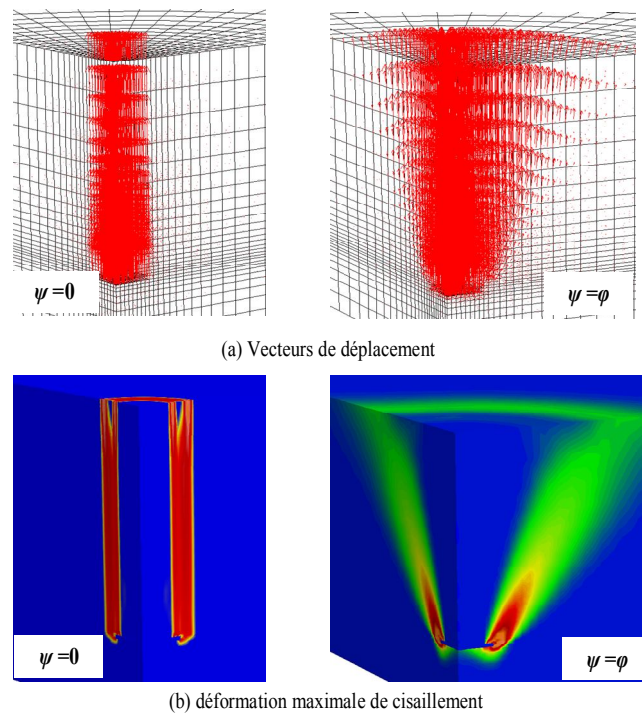 ψ=0
ψ=φ
(a) Vecteurs de déplacement
ψ=0
ψ=φ
(b) déformation maximale de cisaillement